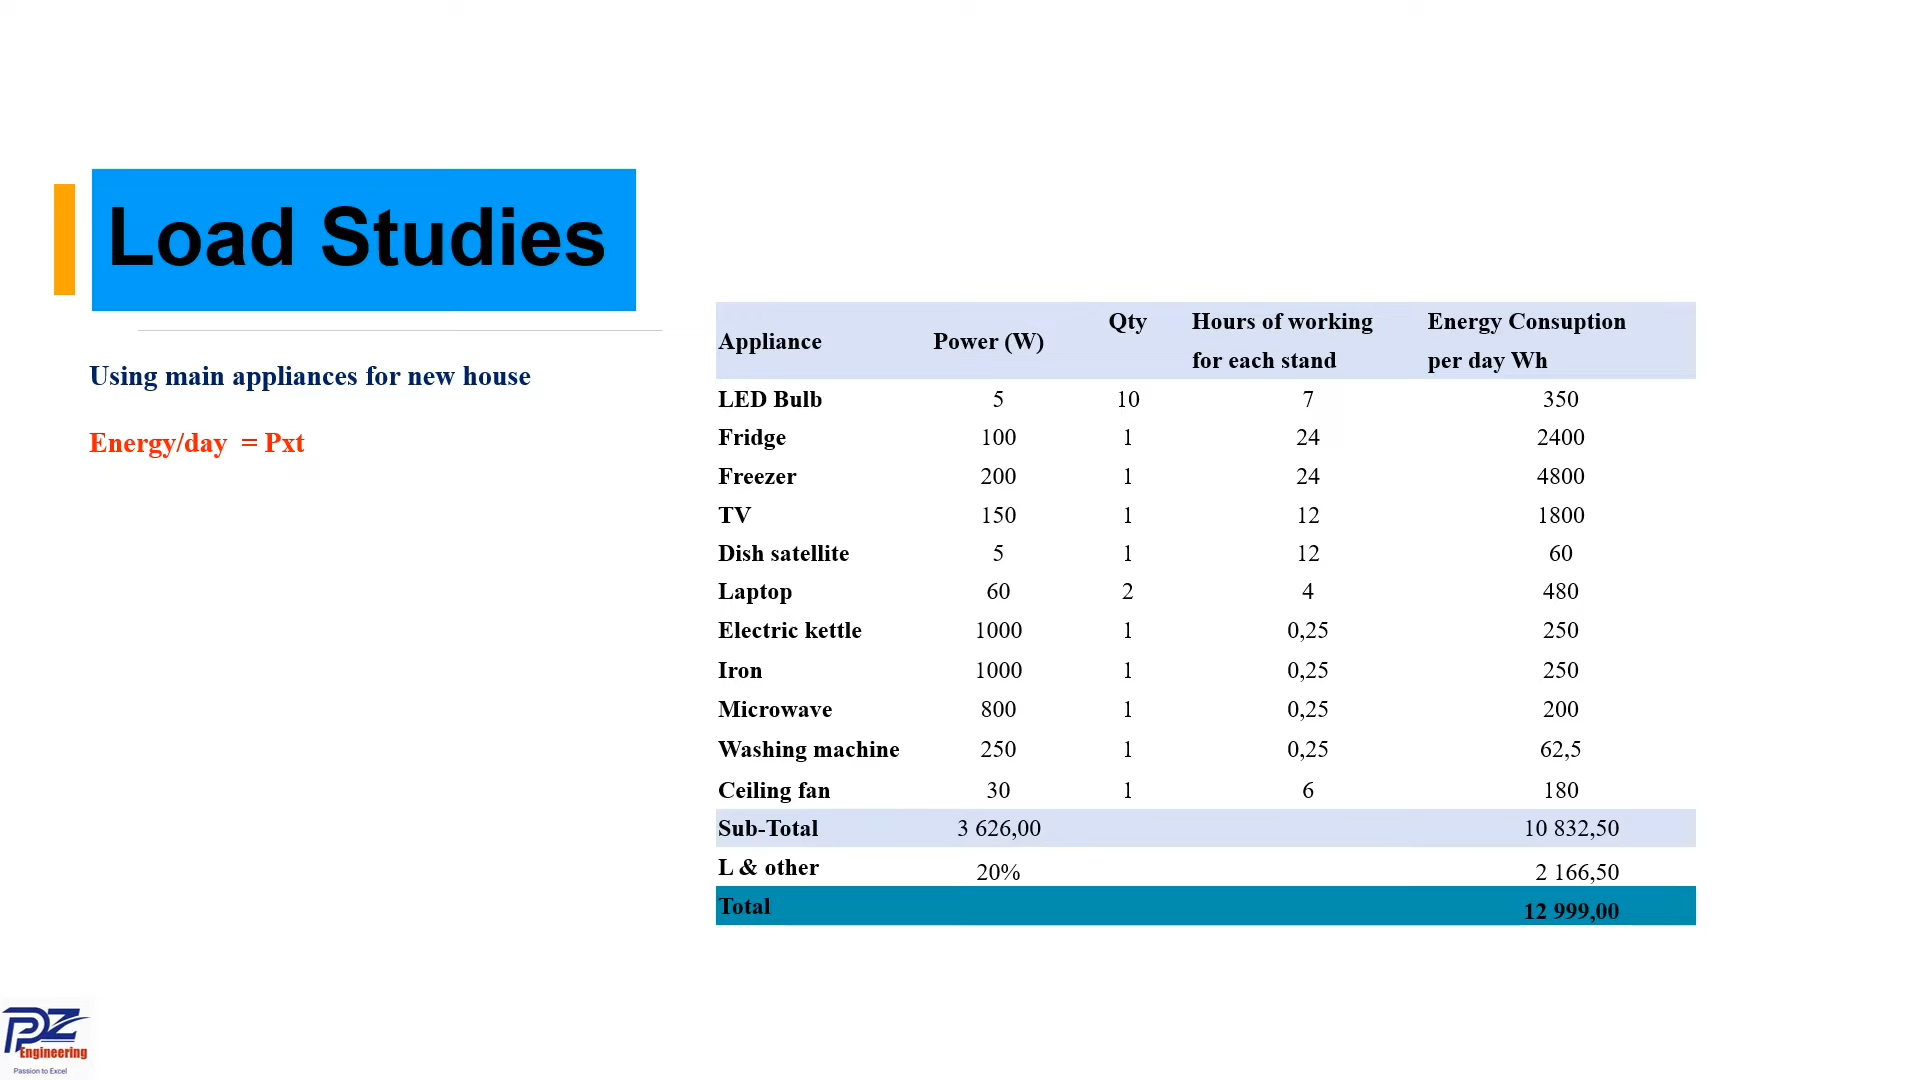 Load Studies
Using main appliances for new house
Energy/day = Pxt
Appliance Power (W) Qty Hours of working for each stand Energy Consuption per day Wh
LED Bulb 5 10 7 350
Fridge 100 1 24 2400
Freezer 200 1 24 4800
TV 150 1 12 1800
Dish satellite 5 1 12 60
Laptop 60 2 4 480
Electric kettle 1000 1 0,25 250
Iron 1000 1 0,25 250
Microwave 800 1 0,25 200
Washing machine 250 1 0,25 62,5
Ceiling fan 30 1 6 180
Sub-Total 3 626,00 10 832,50
L & other 20% 2 166,50
Total 12 999,00
PZ
Engineering
Passion to Excel